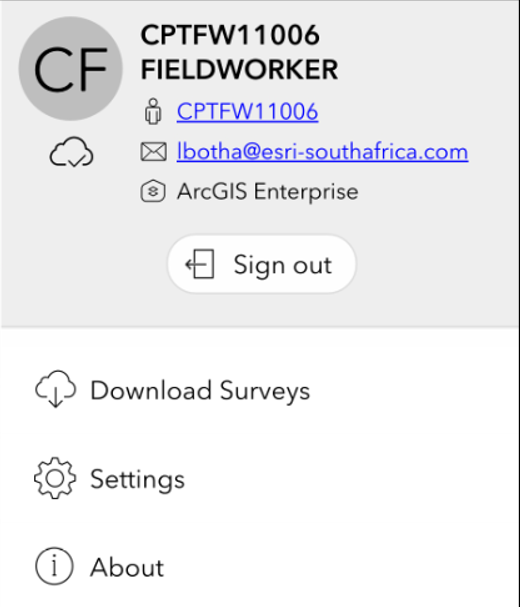 CF
CPTFW11006
FIELDWORKER
CPTFW11006
lbotha@esri-southafrica.com
ArcGIS Enterprise
Sign out
Download Surveys
Settings
About